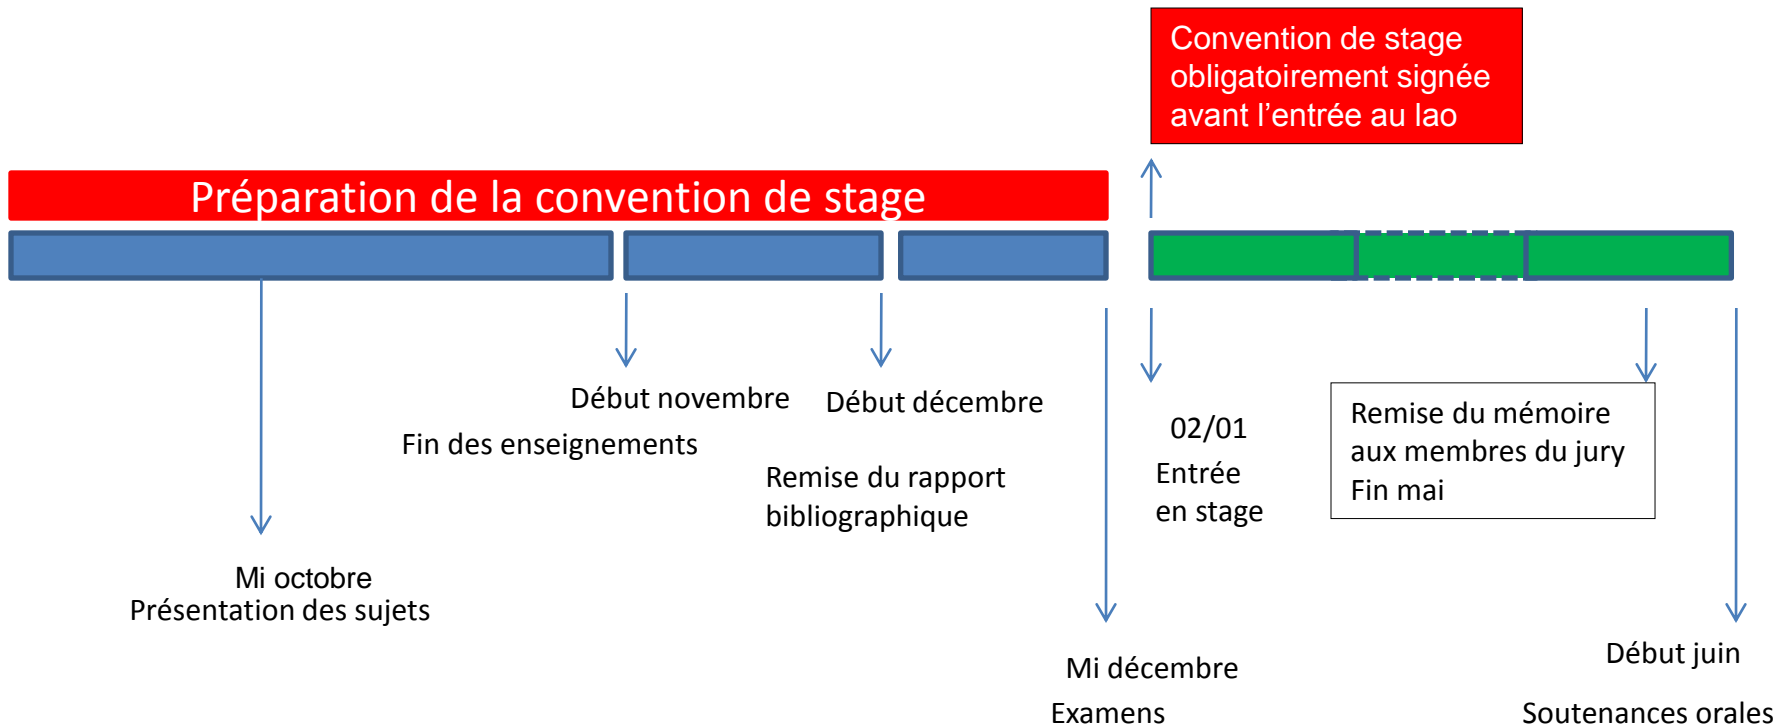 Convention de stage
obligatoirement signée
avant l’entrée au lao
Préparation de la convention de stage
Début novembre
Fin des enseignements
Début décembre
Remise du rapport
bibliographique
02/01
Entrée
en stage
Remise du mémoire
aux membres du jury
Fin mai
Mi octobre
Présentation des sujets
Mi décembre
Examens
Début juin
Soutenances orales